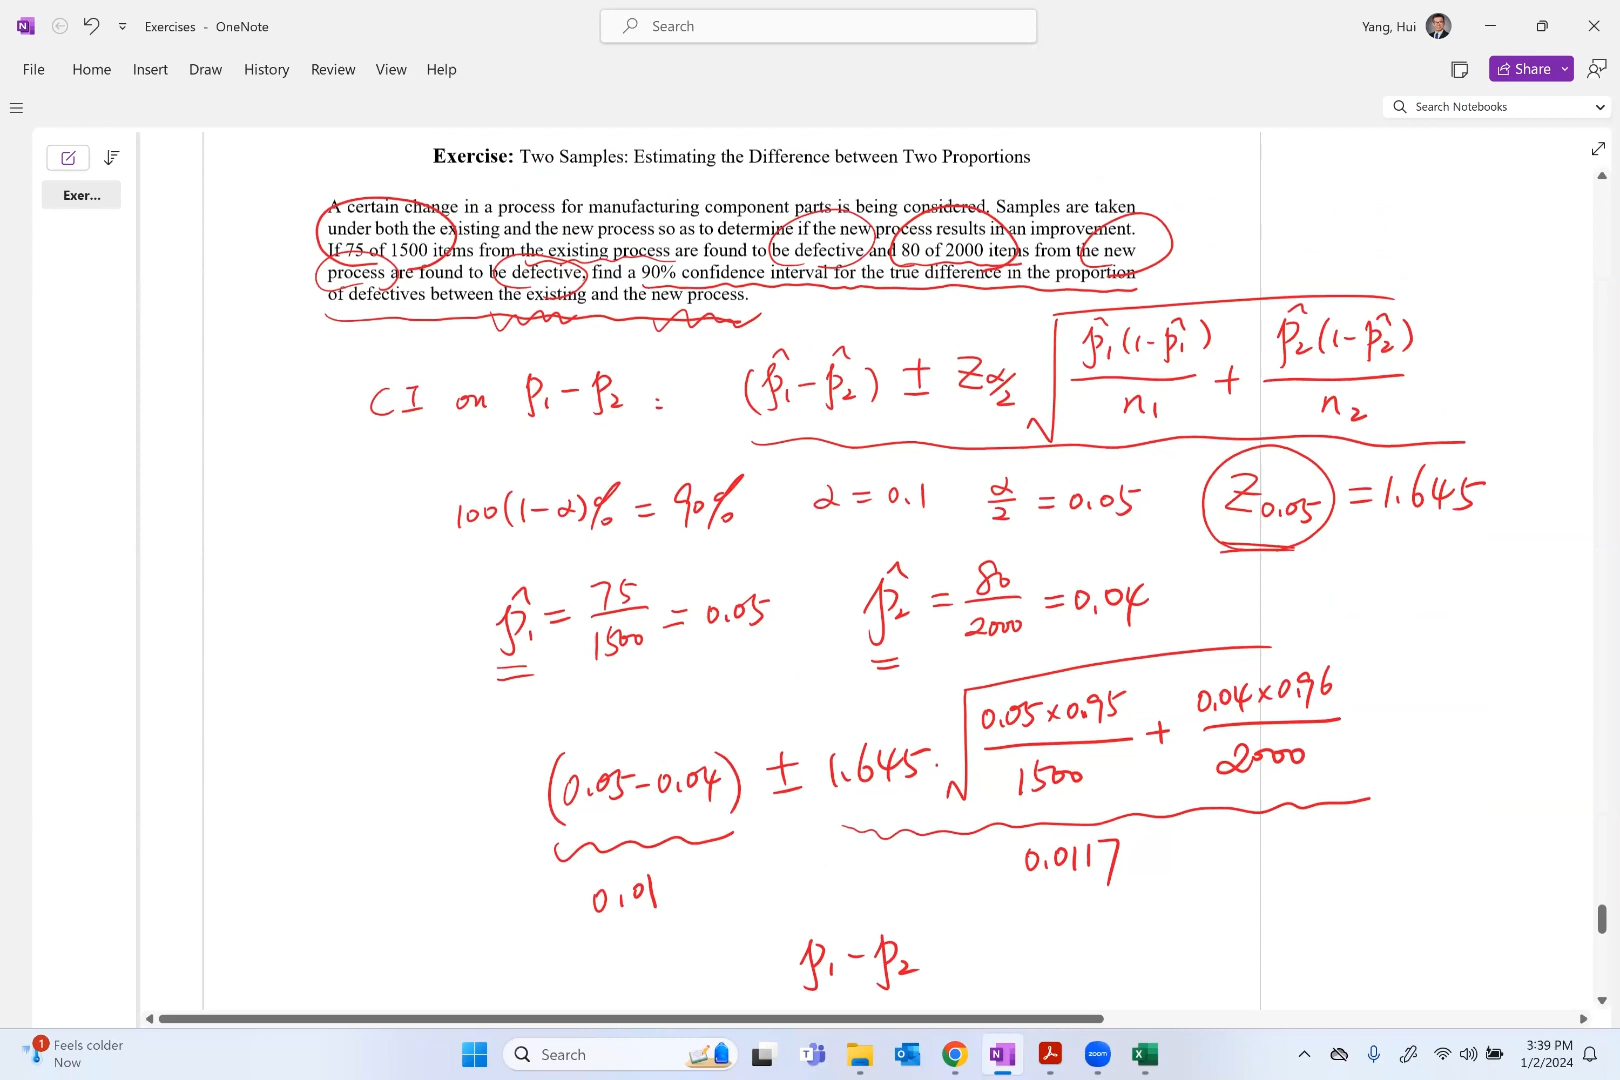 Exercises - OneNote
Search
Yang, Hui
File Home Insert Draw History Review View Help
Share
Search Notebooks
Exer...
Exercise: Two Samples: Estimating the Difference between Two Proportions
A certain change in a process for manufacturing component parts is being considered. Samples are taken
under both the existing and the new process so as to determine if the new process results in an improvement.
If 75 of 1500 items from the existing process are found to be defective and 80 of 2000 items from the new
process are found to be defective, find a 90% confidence interval for the true difference in the proportion
of defectives between the existing and the new process.
CI on p₁ - p₂ : (p̂₁ - p̂₂) ± Zα/2 √(p̂₁(1-p̂₁)/n₁ + p̂₂(1-p̂₂)/n₂)
100(1-α)% = 90% α = 0.1 α/2 = 0.05 Z0.05 = 1.645
p̂₁ = 75/1500 = 0.05 p̂₂ = 80/2000 = 0.04
(0.05-0.04) ± 1.645 · √(0.05×0.95/1500 + 0.04×0.96/2000)
0.01 0.0117
p₁ - p₂
1 Feels colder
Now
Search
zoom
3:39 PM
1/2/2024